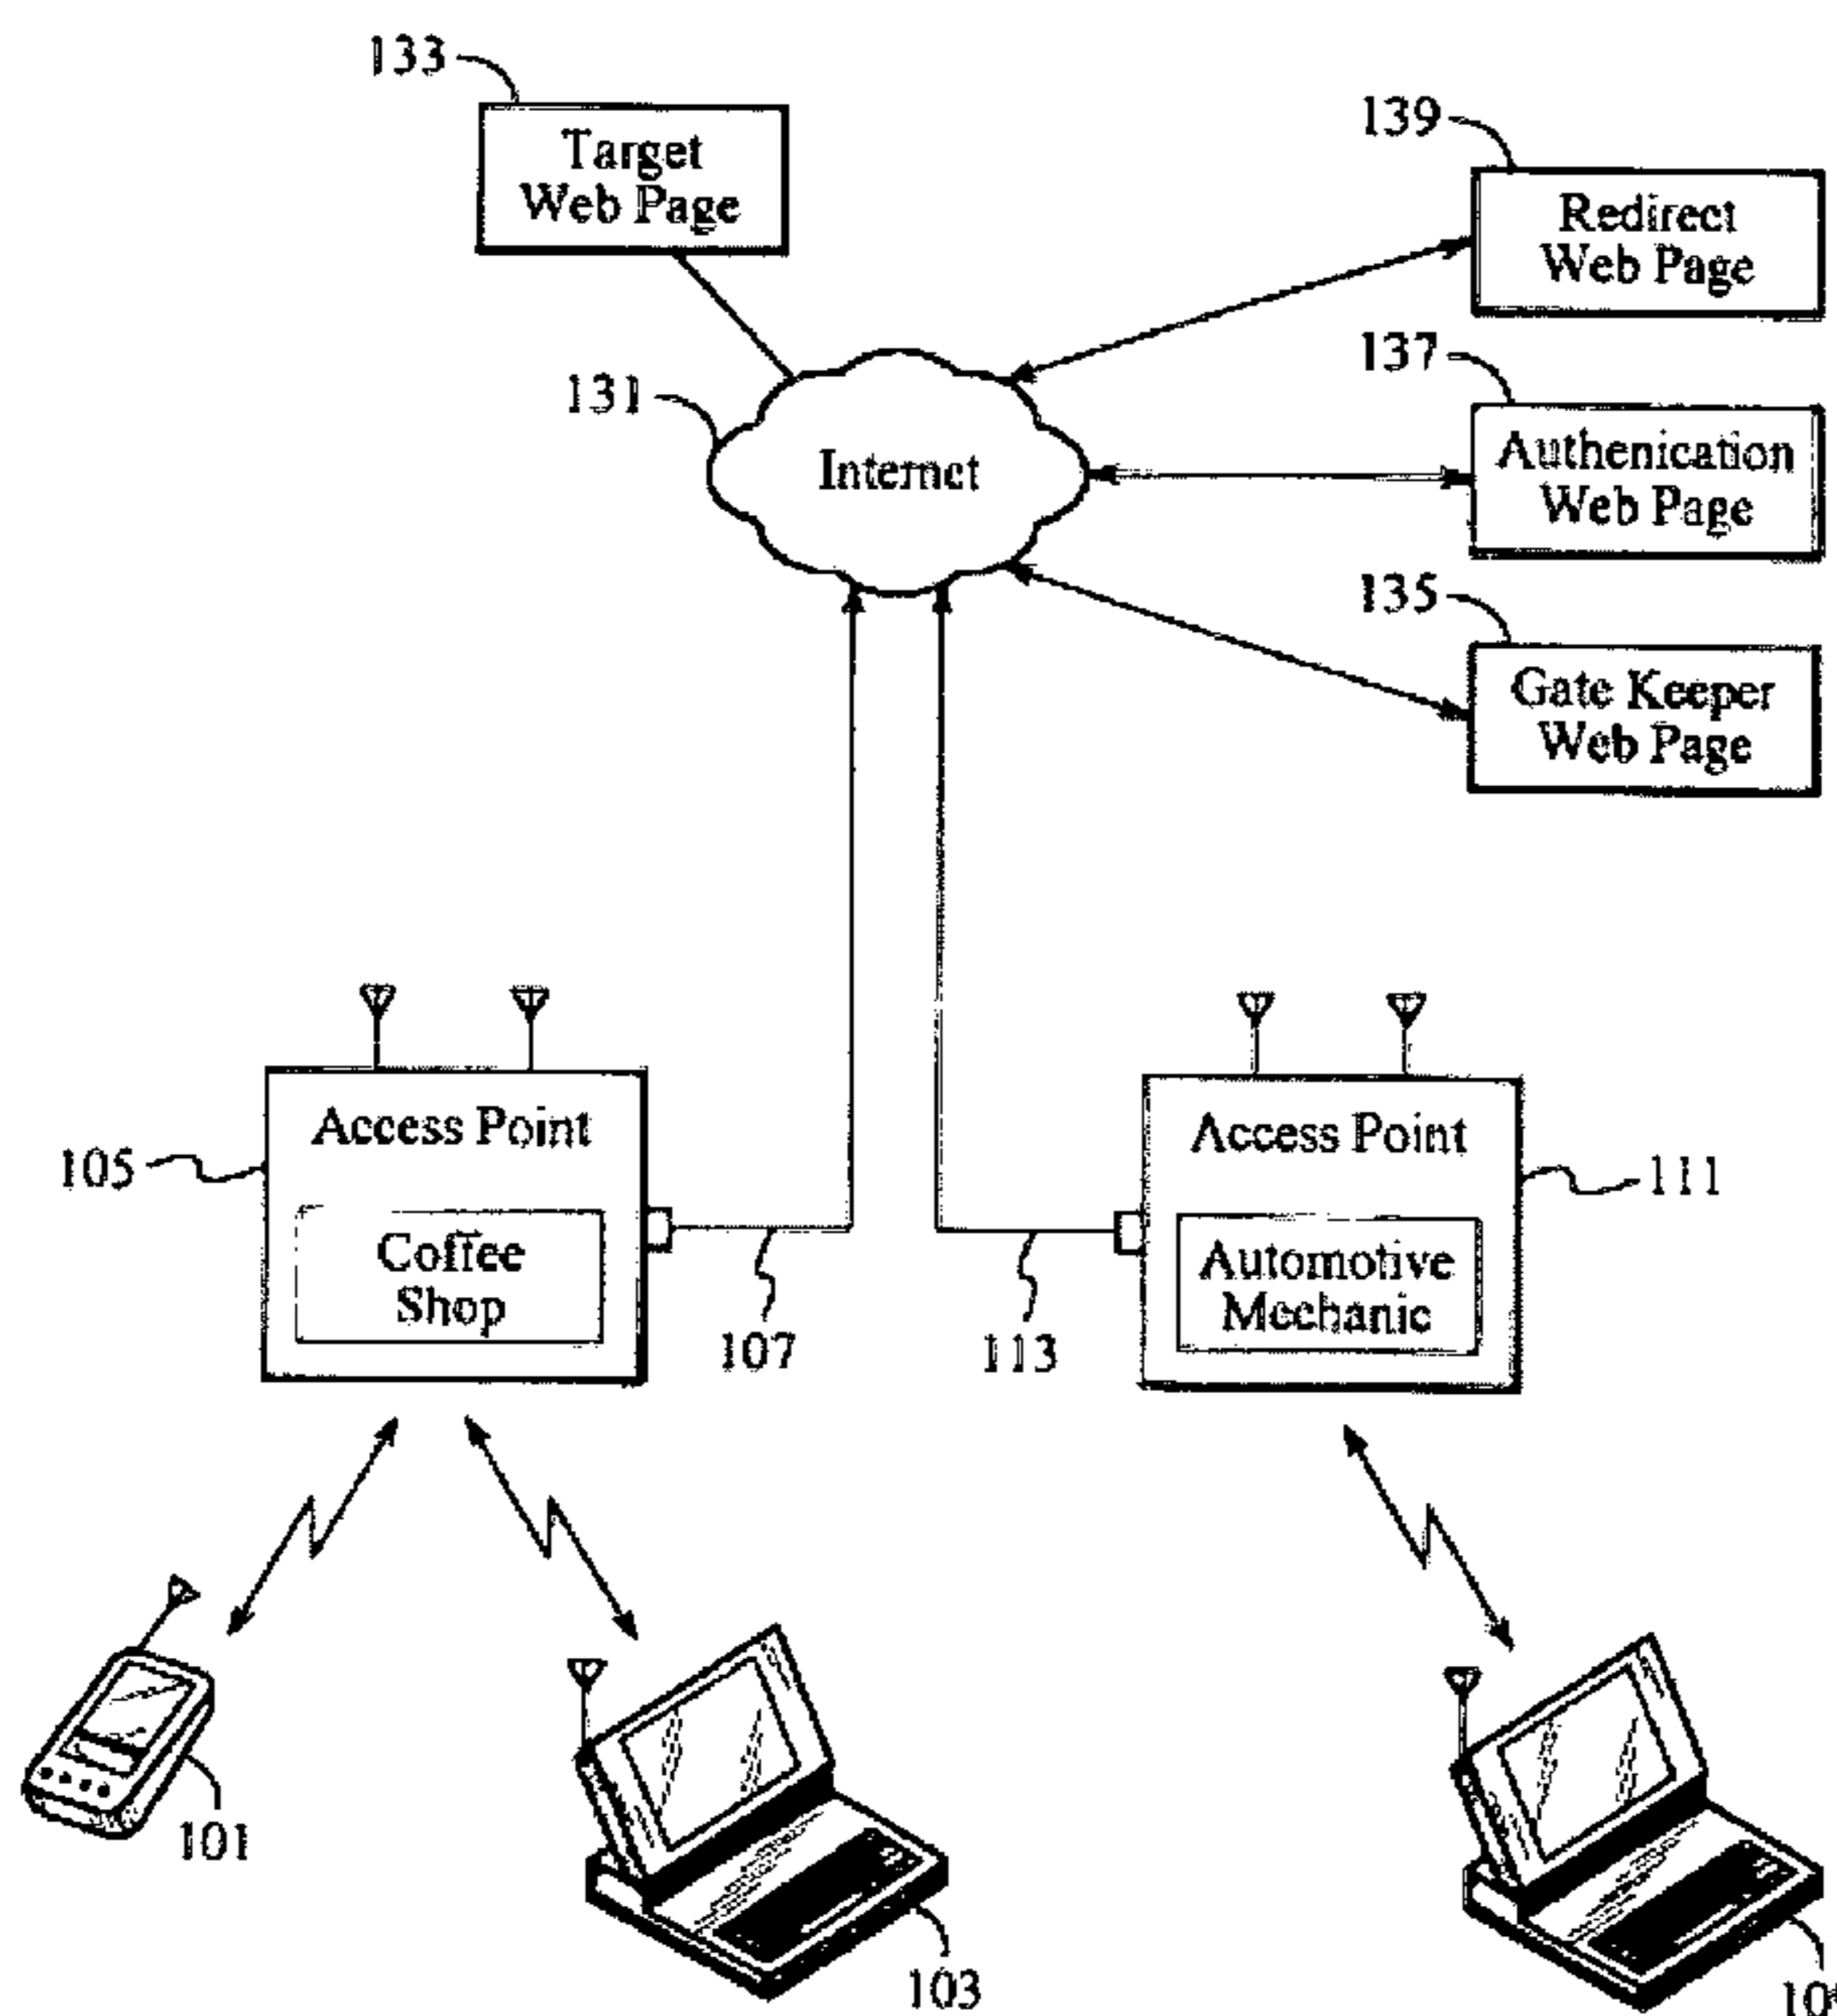 133
Target
Web Page
139
Redirect
Web Page
137
Authenication
Web Page
131
Internet
135
Gate Keeper
Web Page
Access Point
105
Coffee
Shop
107
Access Point
111
Automotive
Mechanic
113
101
103